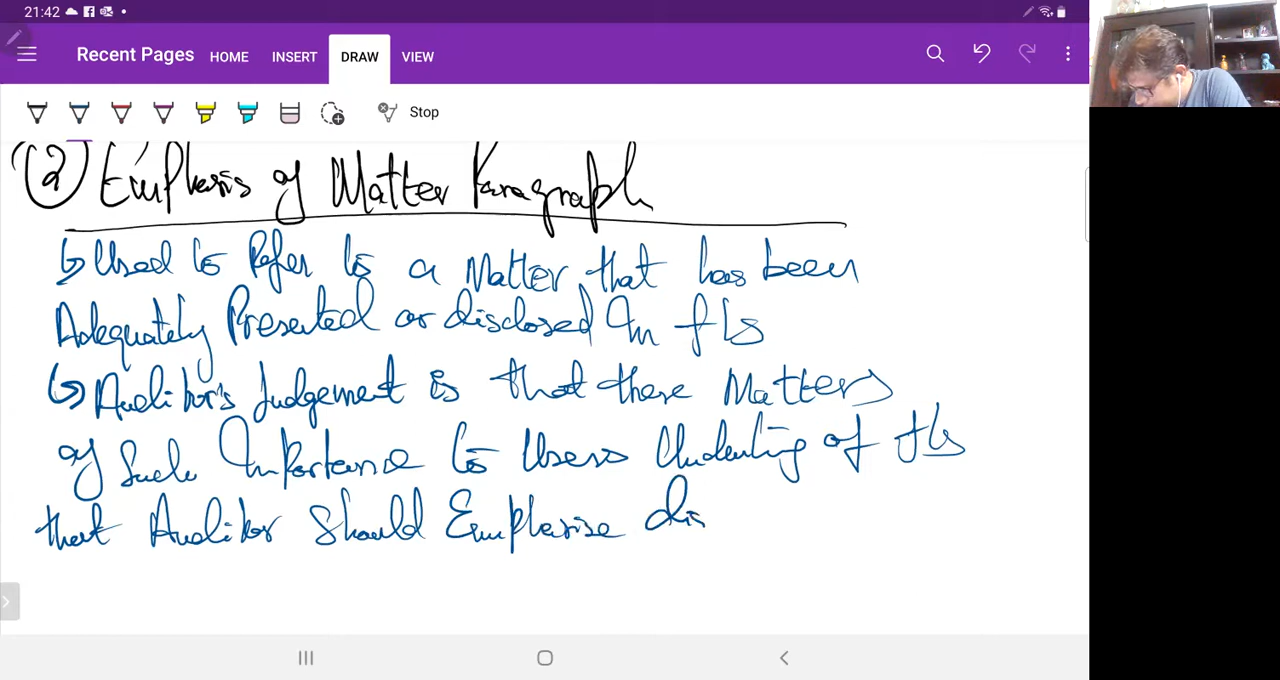 21:42
Recent Pages HOME INSERT DRAW VIEW
Stop
(2) Emphasis of Matter Paragraph
Used to Refer to a Matter that has been
Adequately Presented or disclosed in f/s
Auditor's Judgement is that these Matters
of Such Importance to Users of f/s
that Auditor Should Emphasise dis